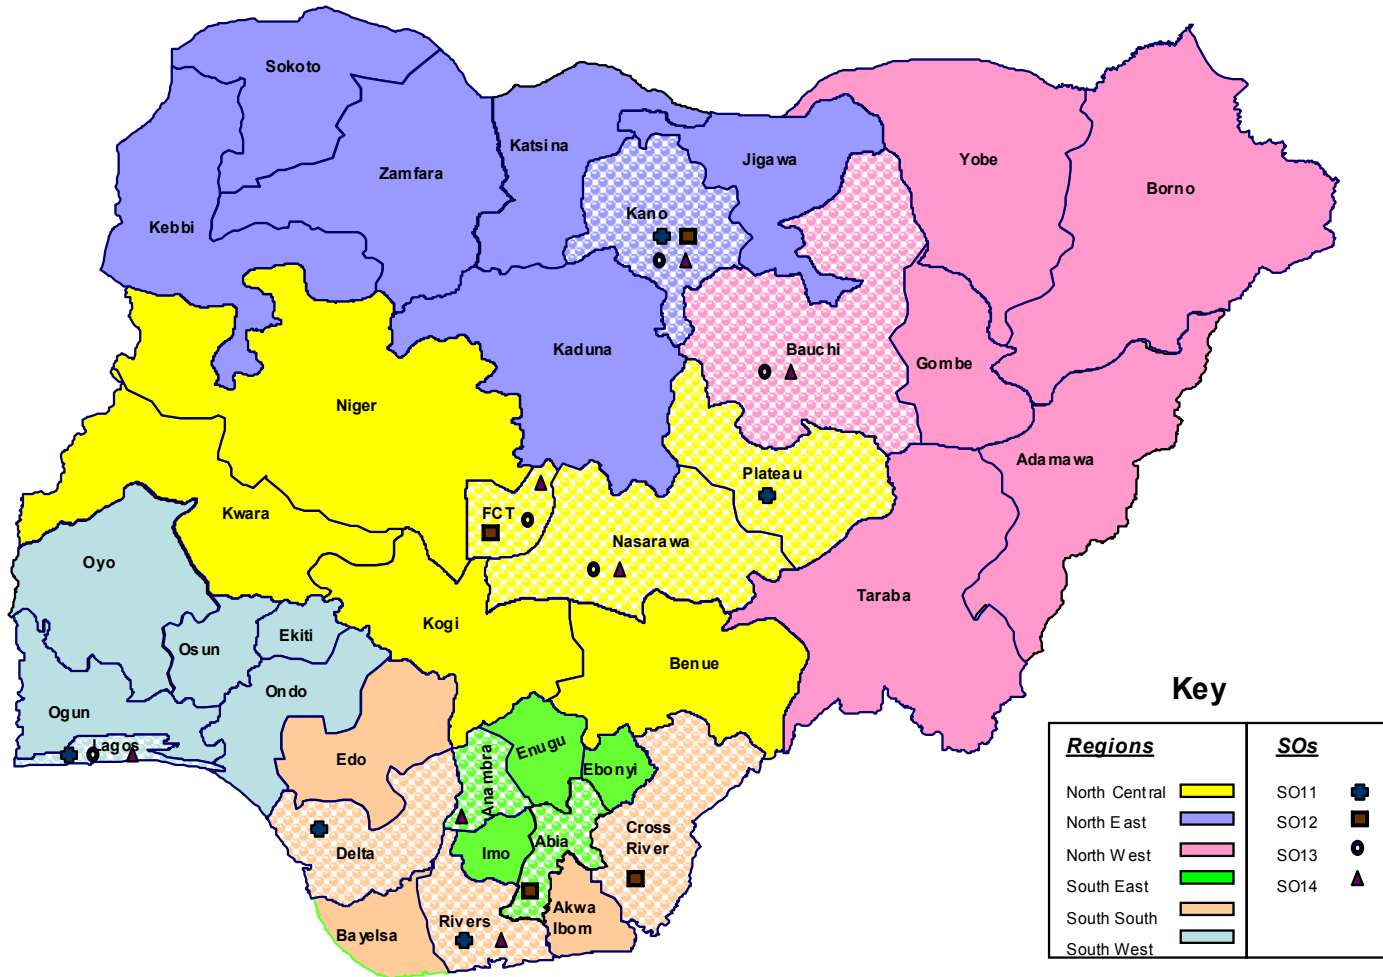 Sokoto
Katsina
Zamfara
Jigawa
Yobe
Borno
Kebbi
Kano
Kaduna
Bauchi
Gombe
Niger
Adamawa
Plateau
FCT
Kwara
Nasarawa
Oyo
Taraba
Kogi
Ekiti
Osun
Benue
Ondo
Ogun
Lagos
Edo
Enugu
Anambra
Ebonyi
Cross
River
Abia
Imo
Delta
Akwa
Ibom
Rivers
Bayelsa
Key
Regions
North Central
North East
North West
South East
South South
South West
SOs
SO11
SO12
SO13
SO14